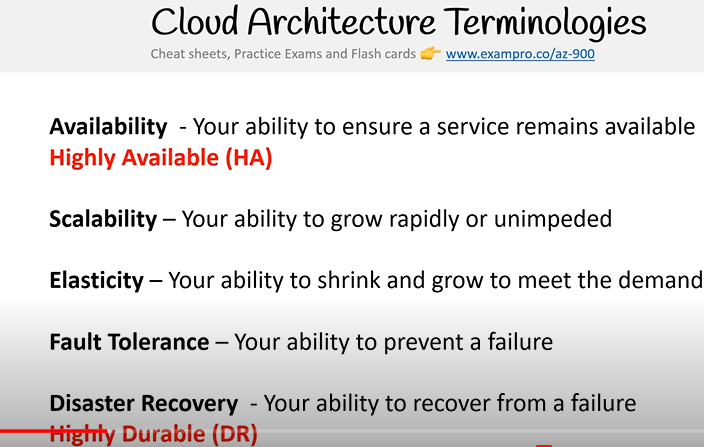 Cloud Architecture Terminologies
Cheat sheets, Practice Exams and Flash cards 👉 www.exampro.co/az-900
Availability - Your ability to ensure a service remains available
Highly Available (HA)
Scalability – Your ability to grow rapidly or unimpeded
Elasticity – Your ability to shrink and grow to meet the demand
Fault Tolerance – Your ability to prevent a failure
Disaster Recovery - Your ability to recover from a failure
Highly Durable (DR)